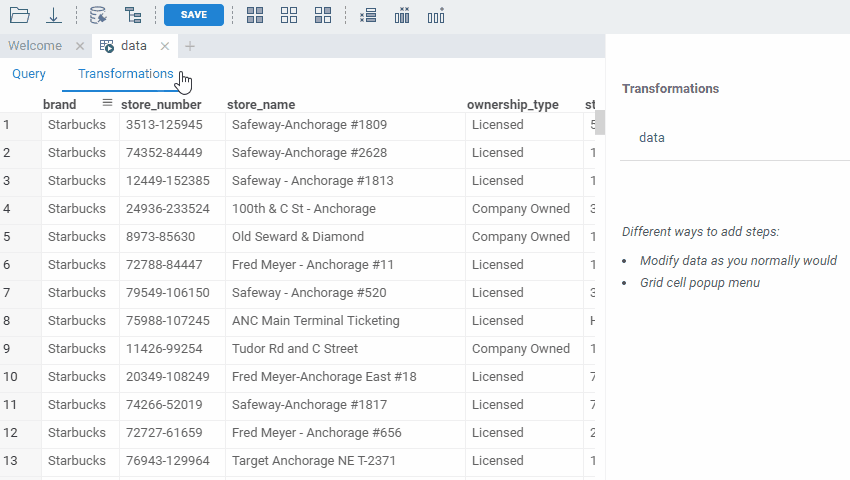 SAVE
Welcome
data
Query
Transformations
brand store_number store_name ownership_type st
1 Starbucks 3513-125945 Safeway-Anchorage #1809 Licensed 5
2 Starbucks 74352-84449 Safeway-Anchorage #2628 Licensed 1
3 Starbucks 12449-152385 Safeway - Anchorage #1813 Licensed 1
4 Starbucks 24936-233524 100th & C St - Anchorage Company Owned 3
5 Starbucks 8973-85630 Old Seward & Diamond Company Owned 1
6 Starbucks 72788-84447 Fred Meyer - Anchorage #11 Licensed 1
7 Starbucks 79549-106150 Safeway - Anchorage #520 Licensed 3
8 Starbucks 75988-107245 ANC Main Terminal Ticketing Licensed H
9 Starbucks 11426-99254 Tudor Rd and C Street Company Owned 1
10 Starbucks 20349-108249 Fred Meyer-Anchorage East #18 Licensed 7
11 Starbucks 74266-52019 Safeway-Anchorage #1817 Licensed 7
12 Starbucks 72727-61659 Fred Meyer - Anchorage #656 Licensed 2
13 Starbucks 76943-129964 Target Anchorage NE T-2371 Licensed 1
Transformations
data
Different ways to add steps:
• Modify data as you normally would
• Grid cell popup menu